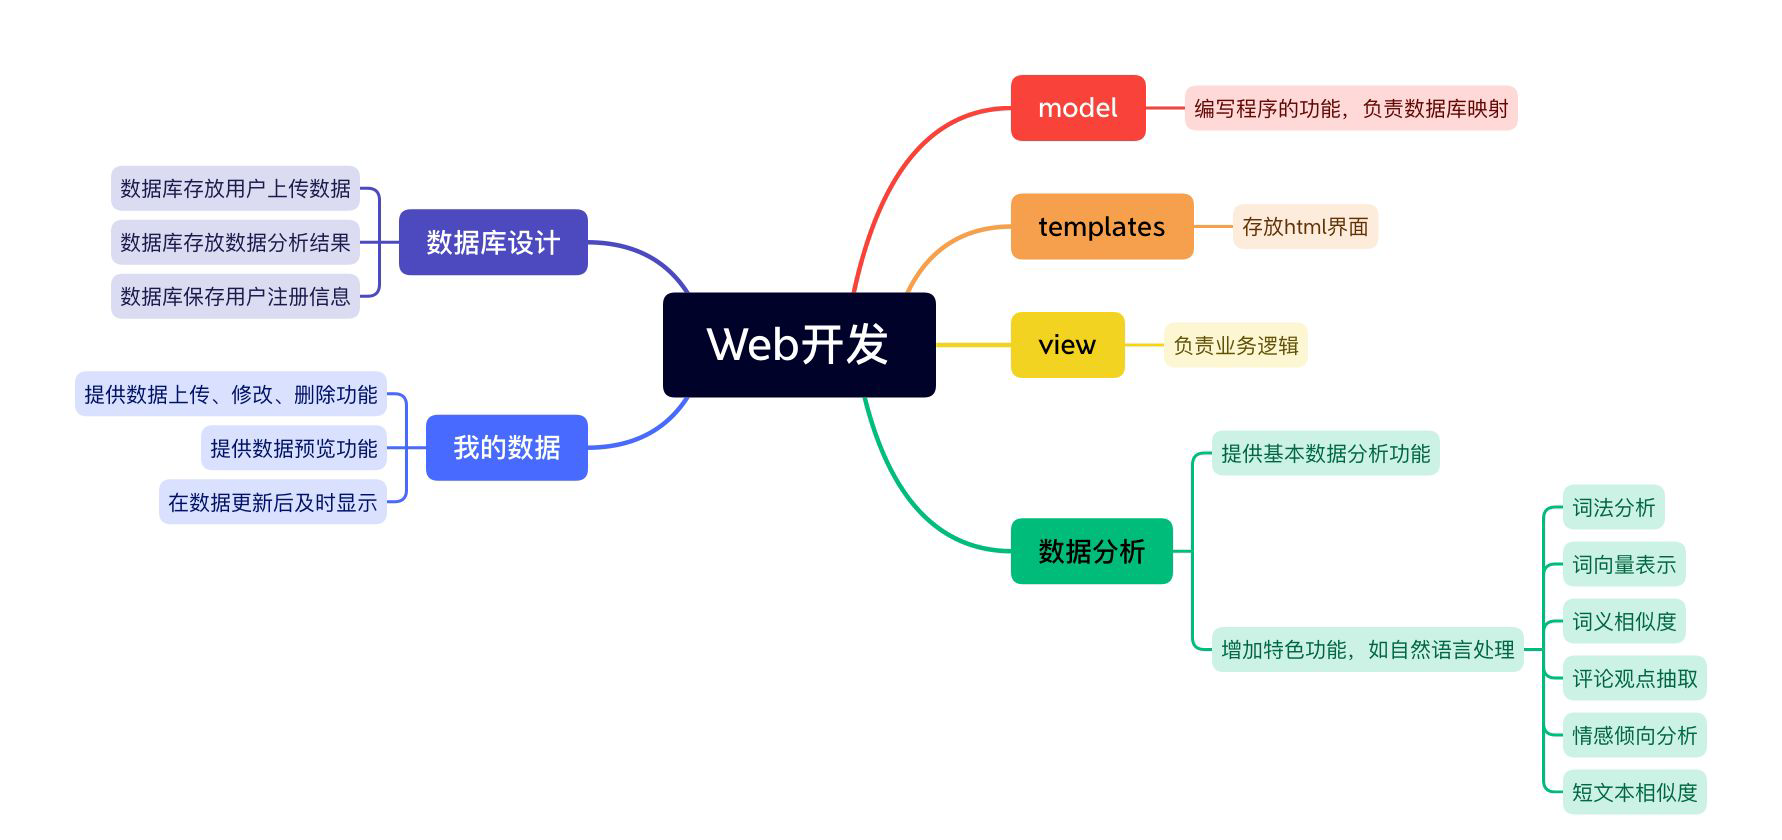 Web开发
model
编写程序的功能，负责数据库映射
templates
存放html界面
view
负责业务逻辑
数据分析
提供基本数据分析功能
增加特色功能，如自然语言处理
词法分析
词向量表示
词义相似度
评论观点抽取
情感倾向分析
短文本相似度
数据库设计
数据库存放用户上传数据
数据库存放数据分析结果
数据库保存用户注册信息
我的数据
提供数据上传、修改、删除功能
提供数据预览功能
在数据更新后及时显示